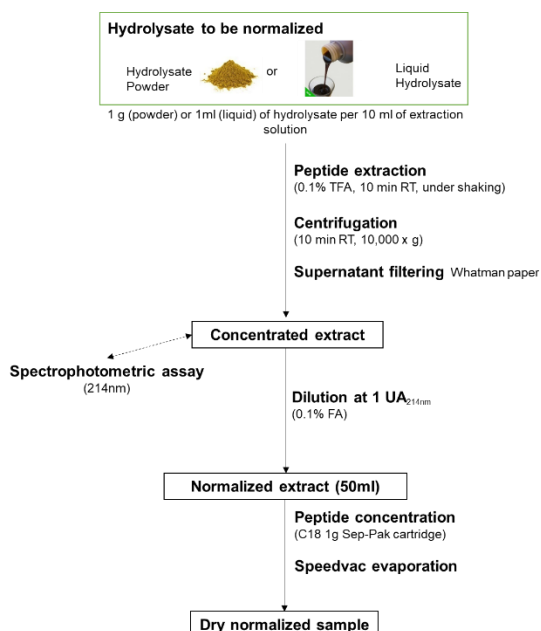 Hydrolysate to be normalized
Hydrolysate
Powder
or
Liquid
Hydrolysate
1 g (powder) or 1ml (liquid) of hydrolysate per 10 ml of extraction
solution
Peptide extraction
(0.1% TFA, 10 min RT, under shaking)
Centrifugation
(10 min RT, 10,000 x g)
Supernatant filtering Whatman paper
Concentrated extract
Spectrophotometric assay
(214nm)
Dilution at 1 UA214nm
(0.1% FA)
Normalized extract (50ml)
Peptide concentration
(C18 1g Sep-Pak cartridge)
Speedvac evaporation
Dry normalized sample